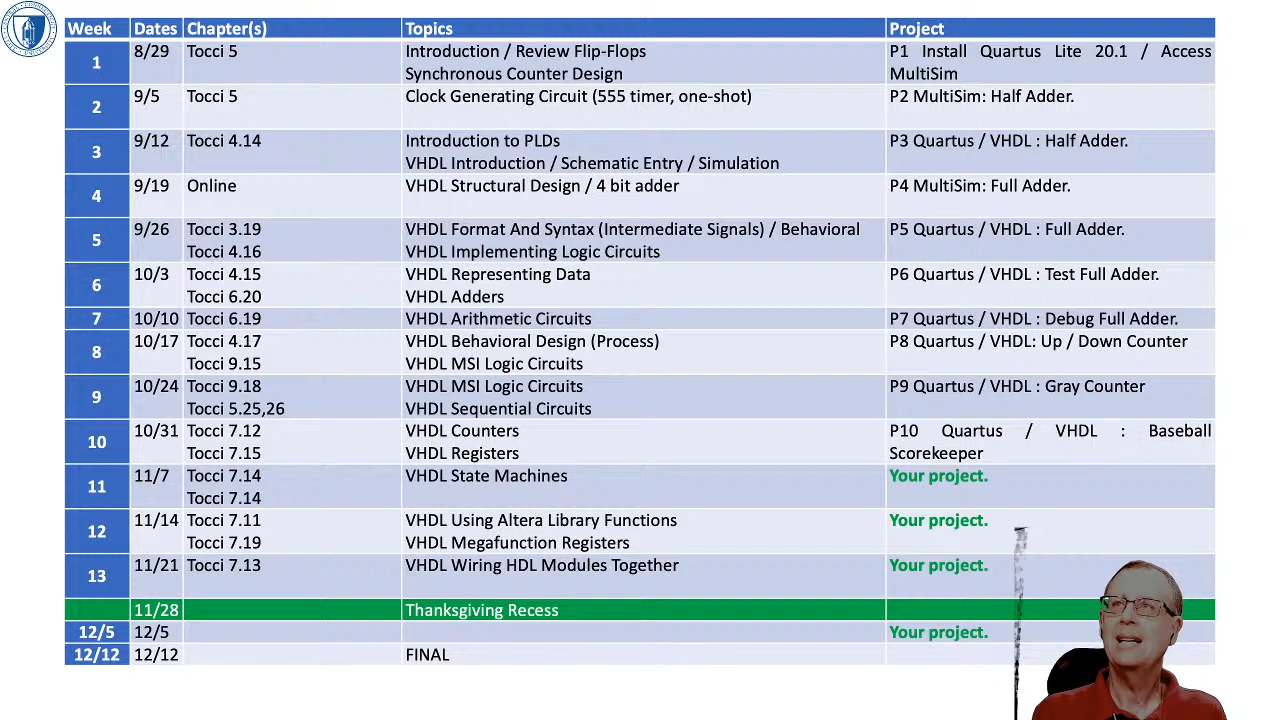 Week Dates Chapter(s) Topics Project
1 8/29 Tocci 5 Introduction / Review Flip-Flops P1 Install Quartus Lite 20.1 / Access
Synchronous Counter Design MultiSim
2 9/5 Tocci 5 Clock Generating Circuit (555 timer, one-shot) P2 MultiSim: Half Adder.
3 9/12 Tocci 4.14 Introduction to PLDs P3 Quartus / VHDL : Half Adder.
VHDL Introduction / Schematic Entry / Simulation
4 9/19 Online VHDL Structural Design / 4 bit adder P4 MultiSim: Full Adder.
5 9/26 Tocci 3.19 VHDL Format And Syntax (Intermediate Signals) / Behavioral P5 Quartus / VHDL : Full Adder.
Tocci 4.16 VHDL Implementing Logic Circuits
6 10/3 Tocci 4.15 VHDL Representing Data P6 Quartus / VHDL : Test Full Adder.
Tocci 6.20 VHDL Adders
7 10/10 Tocci 6.19 VHDL Arithmetic Circuits P7 Quartus / VHDL : Debug Full Adder.
8 10/17 Tocci 4.17 VHDL Behavioral Design (Process) P8 Quartus / VHDL: Up / Down Counter
Tocci 9.15 VHDL MSI Logic Circuits
9 10/24 Tocci 9.18 VHDL MSI Logic Circuits P9 Quartus / VHDL : Gray Counter
Tocci 5.25,26 VHDL Sequential Circuits
10 10/31 Tocci 7.12 VHDL Counters P10 Quartus / VHDL : Baseball
Tocci 7.15 VHDL Registers Scorekeeper
11 11/7 Tocci 7.14 VHDL State Machines Your project.
Tocci 7.14
12 11/14 Tocci 7.11 VHDL Using Altera Library Functions Your project.
Tocci 7.19 VHDL Megafunction Registers
13 11/21 Tocci 7.13 VHDL Wiring HDL Modules Together Your project.
11/28 Thanksgiving Recess
12/5 12/5 Your project.
12/12 12/12 FINAL